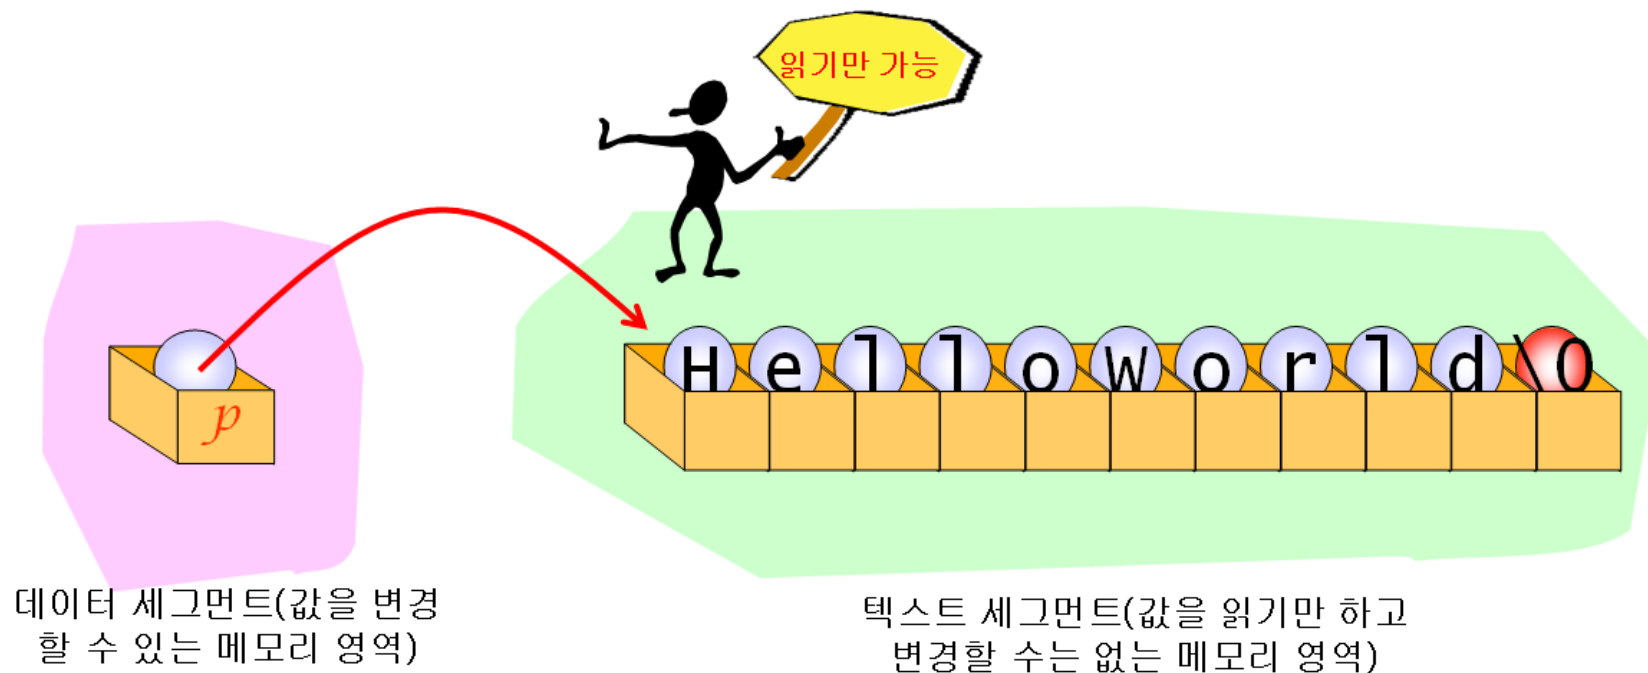 읽기만 가능
p
Helloworld\0
데이터 세그먼트(값을 변경
할 수 있는 메모리 영역)
텍스트 세그먼트(값을 읽기만 하고
변경할 수는 없는 메모리 영역)